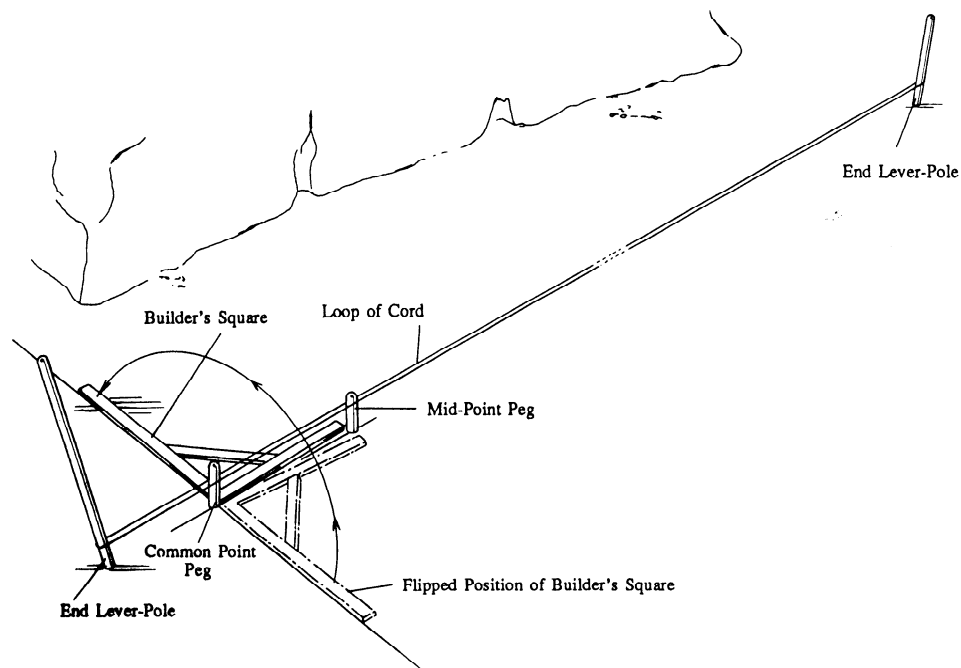 End Lever-Pole
Builder's Square
Loop of Cord
Mid-Point Peg
Common Point
Peg
Flipped Position of Builder's Square
End Lever-Pole